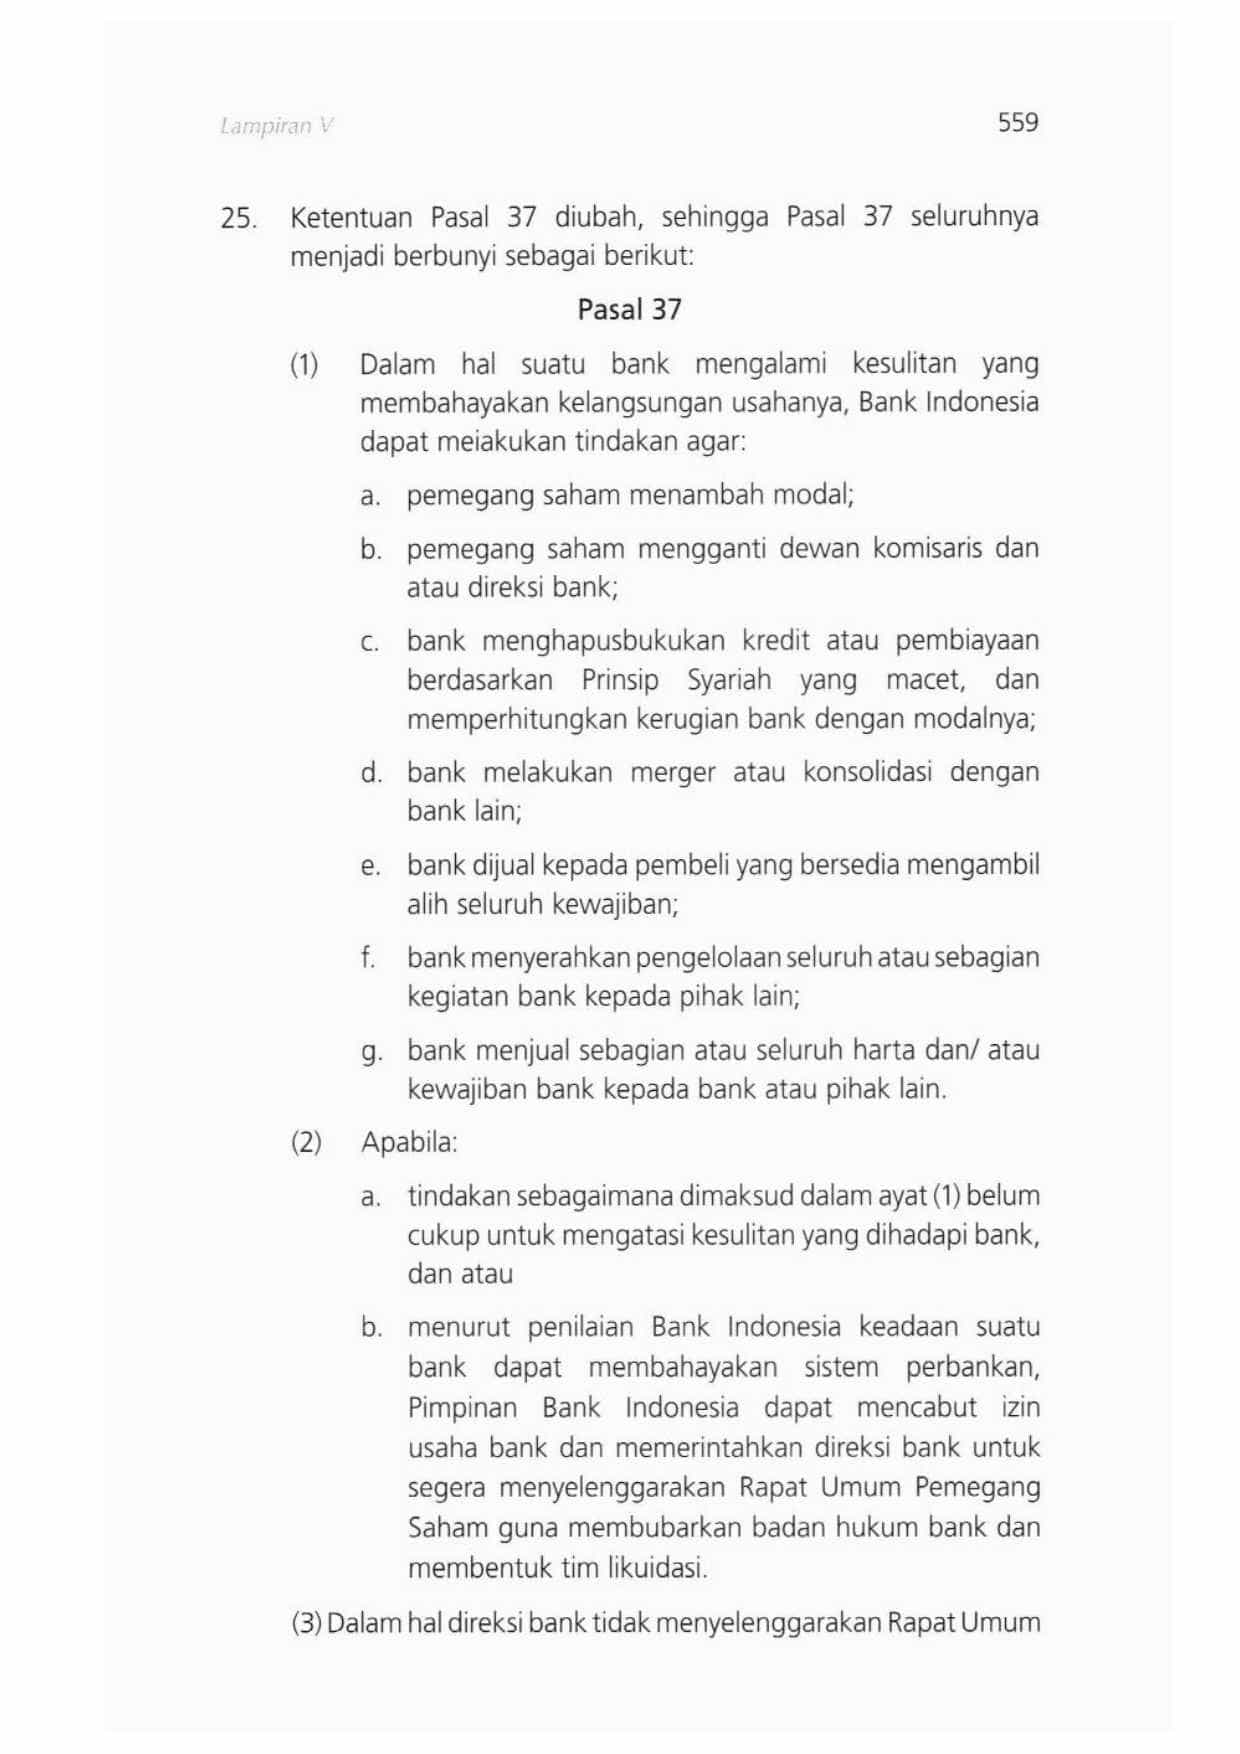 Lampiran V 559
25. Ketentuan Pasal 37 diubah, sehingga Pasal 37 seluruhnya
menjadi berbunyi sebagai berikut:
Pasal 37
(1) Dalam hal suatu bank mengalami kesulitan yang
membahayakan kelangsungan usahanya, Bank Indonesia
dapat meiakukan tindakan agar:
a. pemegang saham menambah modal;
b. pemegang saham mengganti dewan komisaris dan
atau direksi bank;
c. bank menghapusbukukan kredit atau pembiayaan
berdasarkan Prinsip Syariah yang macet, dan
memperhitungkan kerugian bank dengan modalnya;
d. bank melakukan merger atau konsolidasi dengan
bank lain;
e. bank dijual kepada pembeli yang bersedia mengambil
alih seluruh kewajiban;
f. bank menyerahkan pengelolaan seluruh atau sebagian
kegiatan bank kepada pihak lain;
g. bank menjual sebagian atau seluruh harta dan/ atau
kewajiban bank kepada bank atau pihak lain.
(2) Apabila:
a. tindakan sebagaimana dimaksud dalam ayat (1) belum
cukup untuk mengatasi kesulitan yang dihadapi bank,
dan atau
b. menurut penilaian Bank Indonesia keadaan suatu
bank dapat membahayakan sistem perbankan,
Pimpinan Bank Indonesia dapat mencabut izin
usaha bank dan memerintahkan direksi bank untuk
segera menyelenggarakan Rapat Umum Pemegang
Saham guna membubarkan badan hukum bank dan
membentuk tim likuidasi.
(3) Dalam hal direksi bank tidak menyelenggarakan Rapat Umum